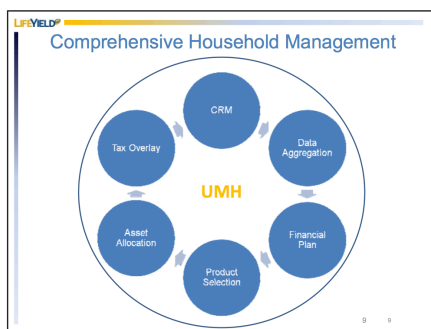 LIFEYIELD
Comprehensive Household Management
CRM
Data
Aggregation
Financial
Plan
Product
Selection
Asset
Allocation
Tax Overlay
UMH
9
9